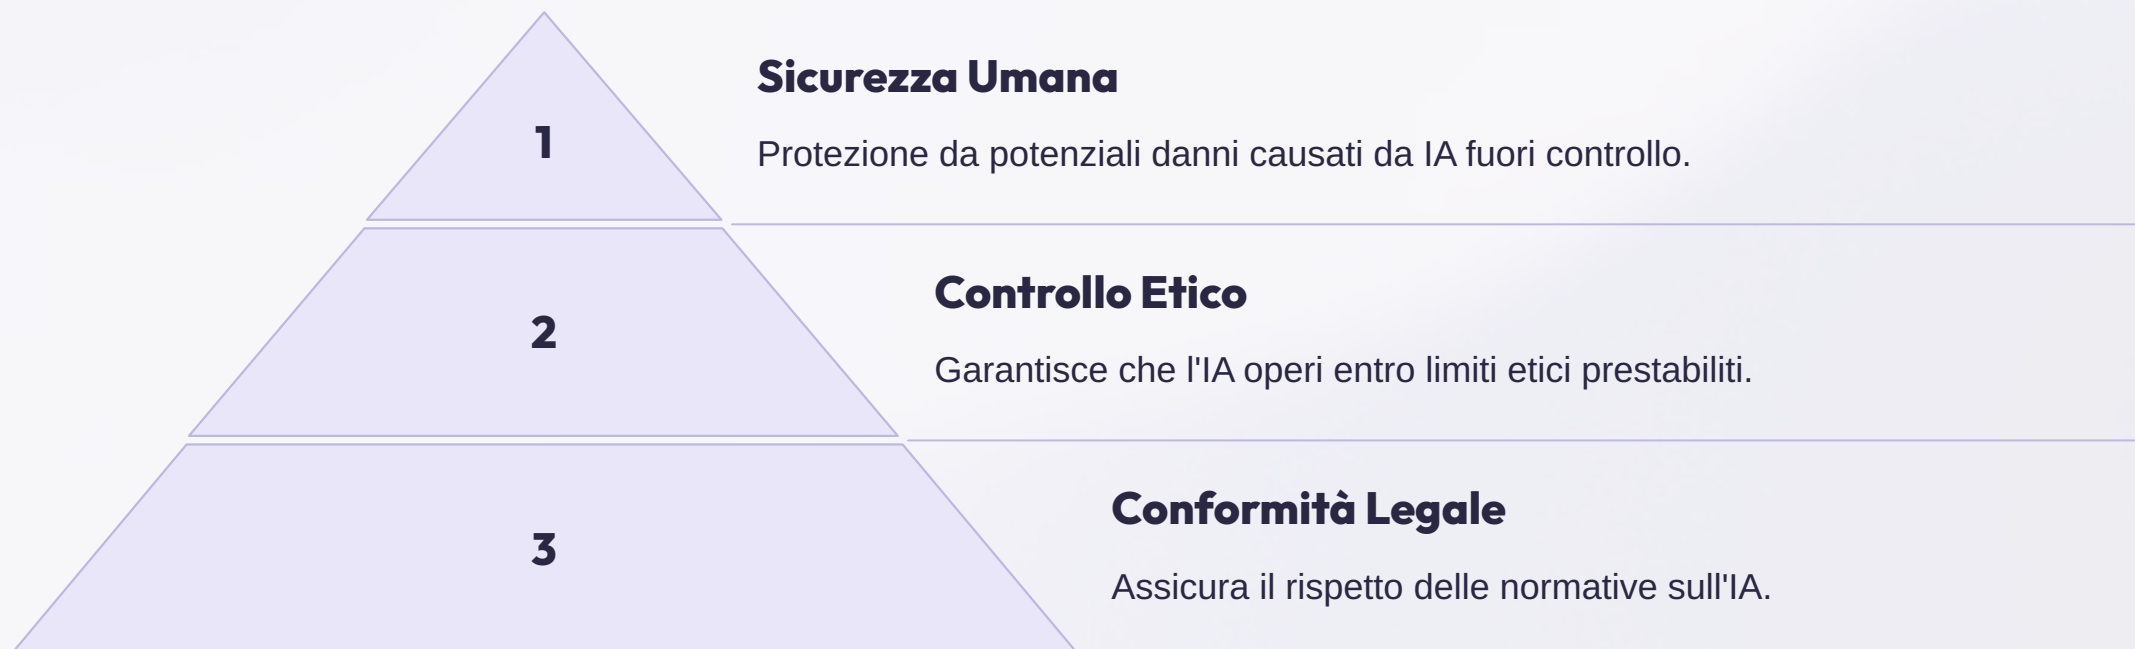 1
Sicurezza Umana
Protezione da potenziali danni causati da IA fuori controllo.
2
Controllo Etico
Garantisce che l'IA operi entro limiti etici prestabiliti.
3
Conformità Legale
Assicura il rispetto delle normative sull'IA.